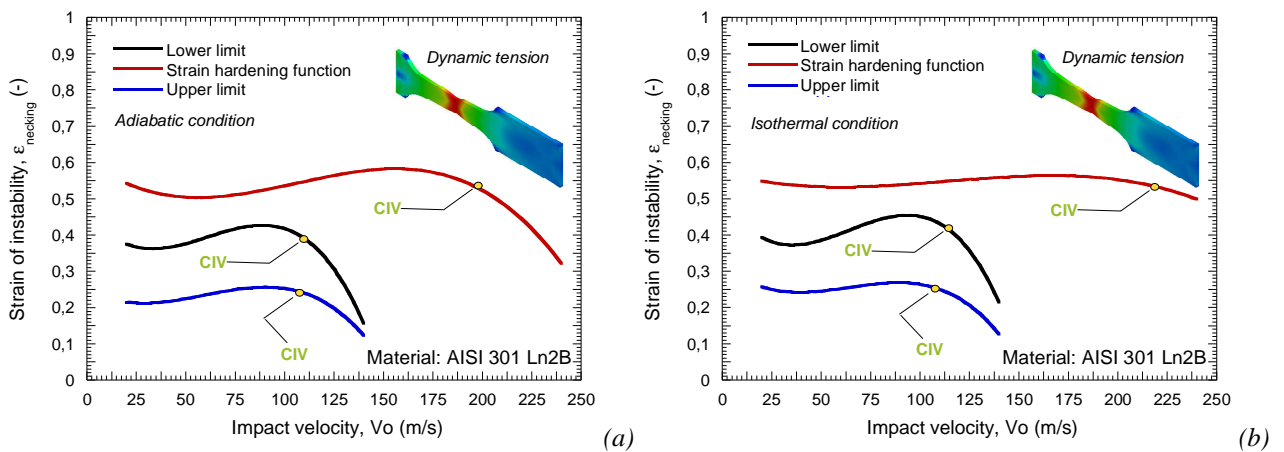 1
0,9
0,8
0,7
0,6
0,5
0,4
0,3
0,2
0,1
0
Strain of instability, ε necking (-)
Lower limit
Strain hardening function
Upper limit
Dynamic tension
Adiabatic condition
CIV
CIV
CIV
Material: AISI 301 Ln2B
0 25 50 75 100 125 150 175 200 225 250
Impact velocity, Vo (m/s)
(a)
1
0,9
0,8
0,7
0,6
0,5
0,4
0,3
0,2
0,1
0
Strain of instability, ε necking (-)
Lower limit
Strain hardening function
Upper limit
Dynamic tension
Isothermal condition
CIV
CIV
CIV
Material: AISI 301 Ln2B
0 25 50 75 100 125 150 175 200 225 250
Impact velocity, Vo (m/s)
(b)